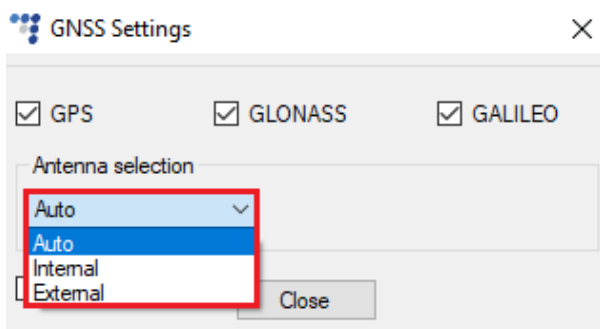 GNSS Settings
GPS GLONASS GALILEO
Antenna selection
Auto
Auto
Internal
External
Close